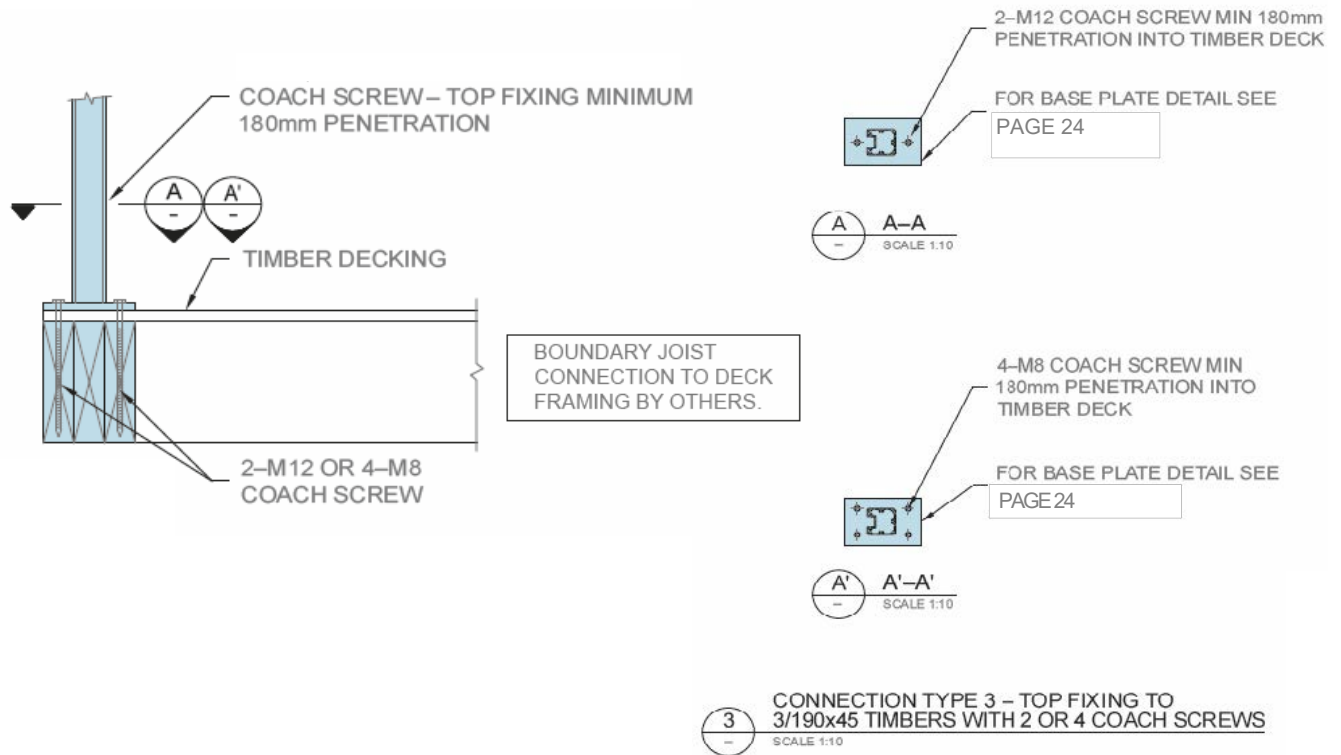 COACH SCREW – TOP FIXING MINIMUM
180mm PENETRATION
A
–
A'
–
TIMBER DECKING
BOUNDARY JOIST
CONNECTION TO DECK
FRAMING BY OTHERS.
2–M12 OR 4–M8
COACH SCREW
2–M12 COACH SCREW MIN 180mm
PENETRATION INTO TIMBER DECK
FOR BASE PLATE DETAIL SEE
PAGE 24
A
–
A–A
SCALE 1:10
4–M8 COACH SCREW MIN
180mm PENETRATION INTO
TIMBER DECK
FOR BASE PLATE DETAIL SEE
PAGE 24
A'
–
A'–A'
SCALE 1:10
3
–
CONNECTION TYPE 3 – TOP FIXING TO
3/190x45 TIMBERS WITH 2 OR 4 COACH SCREWS
SCALE 1:10